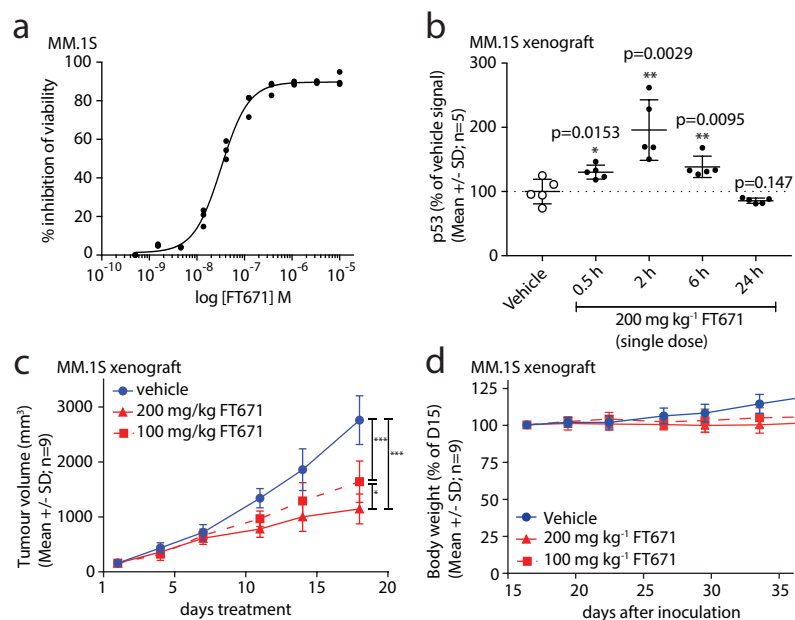 a
MM.1S
% inhibition of viability
100
80
60
40
20
0
10⁻¹⁰ 10⁻⁹ 10⁻⁸ 10⁻⁷ 10⁻⁶ 10⁻⁵
log [FT671] M
b
MM.1S xenograft
p53 (% of vehicle signal)
(Mean +/- SD; n=5)
300
200
100
0
p=0.0029
**
p=0.0153
*
p=0.0095
**
p=0.147
Vehicle 0.5 h 2 h 6 h 24 h
200 mg kg⁻¹ FT671
(single dose)
c
MM.1S xenograft
vehicle
200 mg/kg FT671
100 mg/kg FT671
Tumour volume (mm³)
(Mean +/- SD; n=9)
3000
2000
1000
0
***
***
*
1 5 10 15 20
days treatment
d
MM.1S xenograft
Body weight (% of D15)
(Mean +/- SD; n=9)
125
100
75
50
25
0
Vehicle
200 mg kg⁻¹ FT671
100 mg kg⁻¹ FT671
15 20 25 30 35
days after inoculation